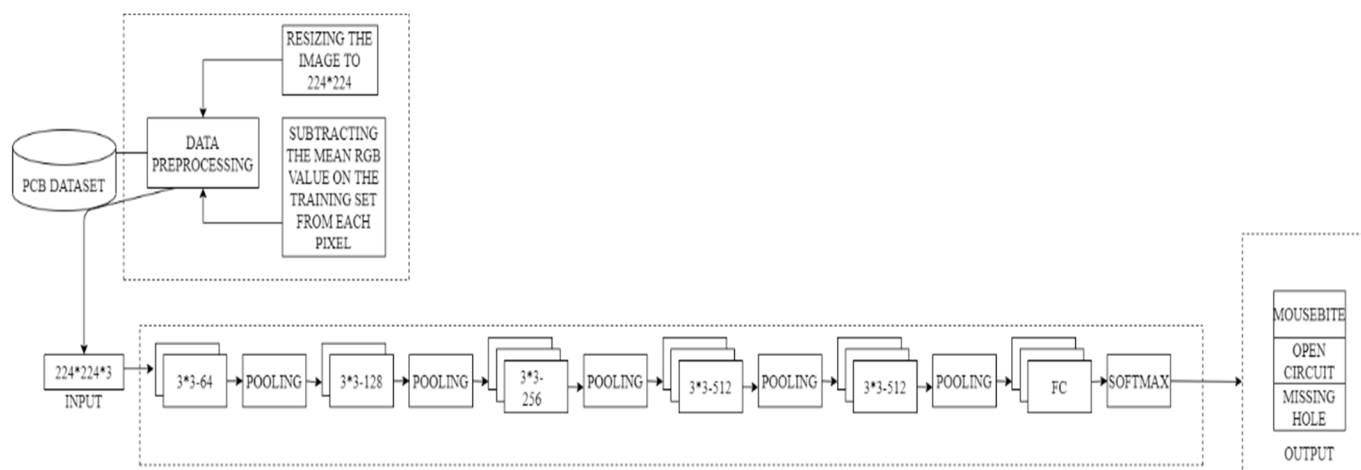 RESIZING THE
IMAGE TO
224*224
DATA
PREPROCESSING
SUBTRACTING
THE MEAN RGB
VALUE ON THE
TRAINING SET
FROM EACH
PIXEL
PCB DATASET
224*224*3
INPUT
3*3-64
POOLING
3*3-128
POOLING
3*3-
256
POOLING
3*3-512
POOLING
3*3-512
POOLING
FC
SOFTMAX
MOUSEBITE
OPEN
CIRCUIT
MISSING
HOLE
OUTPUT